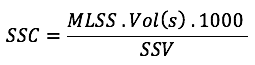 SSC = MLSS . Vol(s) . 1000 / SSV